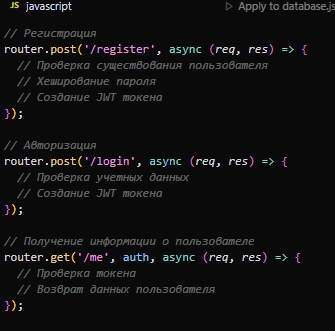 JS javascript
▷ Apply to database.js
// Регистрация
router.post('/register', async (req, res) => {
  // Проверка существования пользователя
  // Хеширование пароля
  // Создание JWT токена
});
// Авторизация
router.post('/login', async (req, res) => {
  // Проверка учетных данных
  // Создание JWT токена
});
// Получение информации о пользователе
router.get('/me', auth, async (req, res) => {
  // Проверка токена
  // Возврат данных пользователя
});